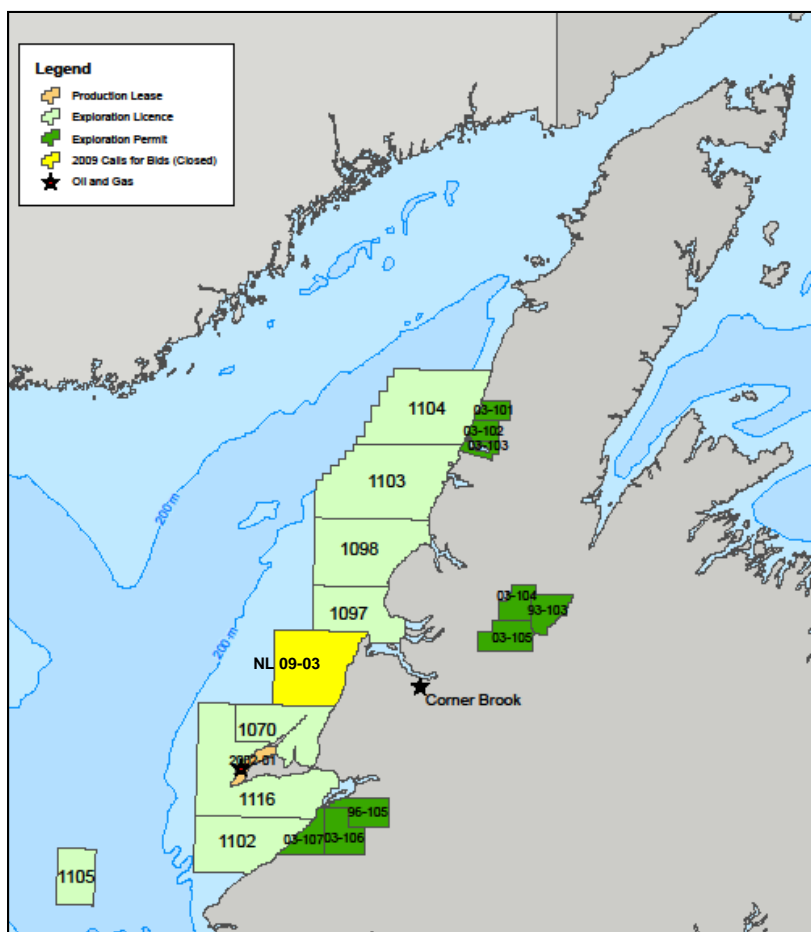 Legend
Production Lease
Exploration Licence
Exploration Permit
2009 Calls for Bids (Closed)
Oil and Gas
1104
03-101
03-102
03-103
1103
200 m
1098
03-104
93-103
1097
03-105
200 m
NL 09-03
Corner Brook
1070
2002-01
1116
96-105
1102
03-107
03-106
1105